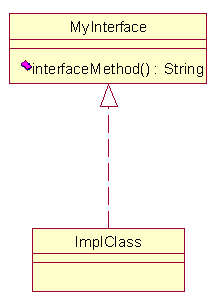 MyInterface
interfaceMethod() : String
ImplClass